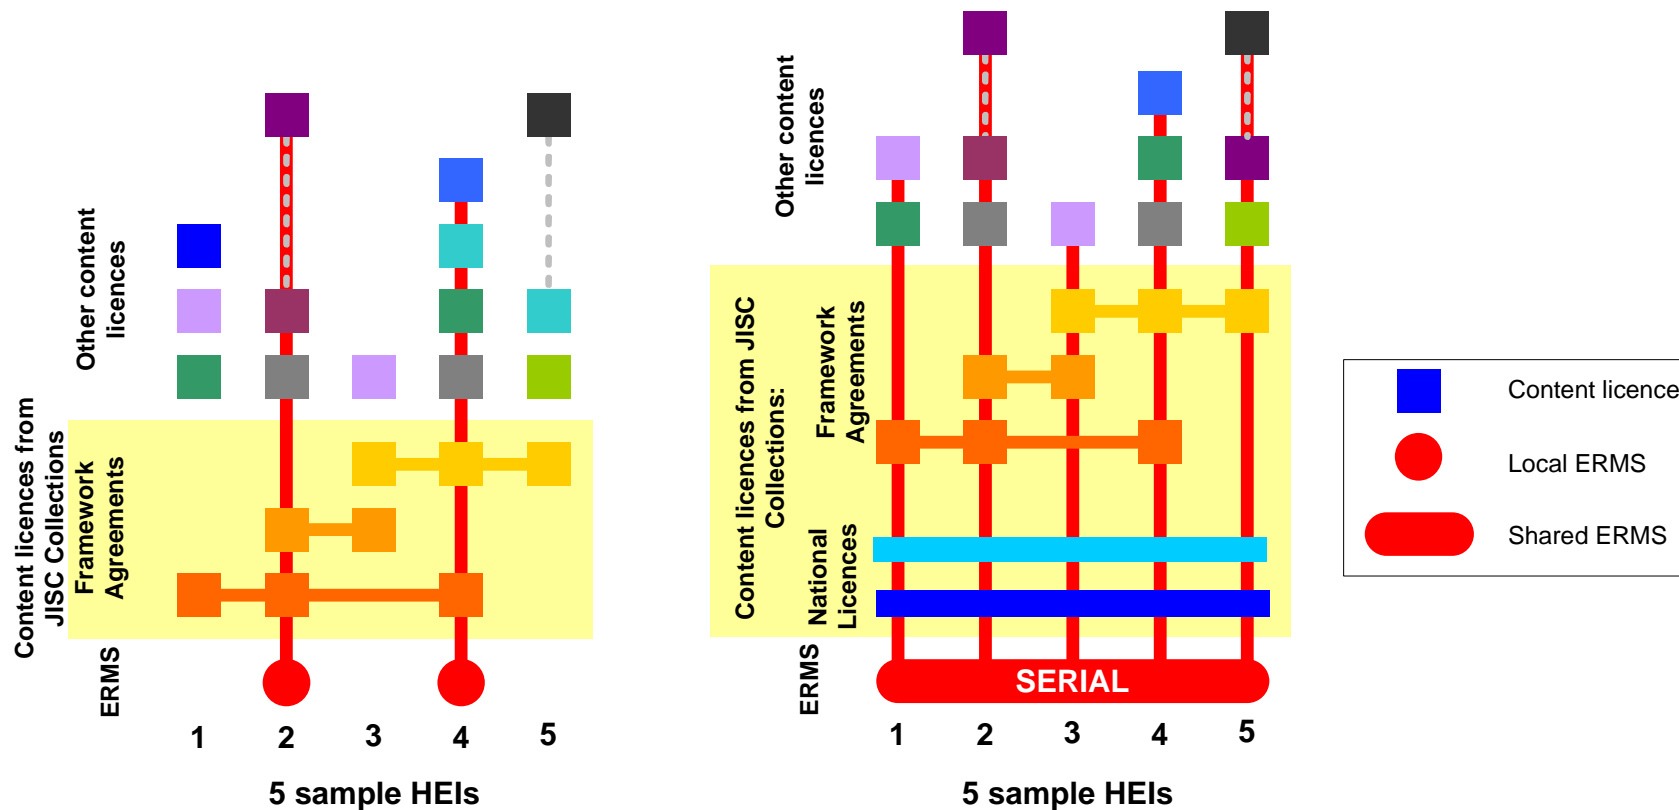 Content licences from
JISC Collections
Framework
Agreements
Other content
licences
ERMS
1
2
3
4
5
5 sample HEIs
Other content
licences
Content licences from JISC
Collections:
Framework
Agreements
National
Licences
ERMS
SERIAL
1
2
3
4
5
5 sample HEIs
Content licence
Local ERMS
Shared ERMS